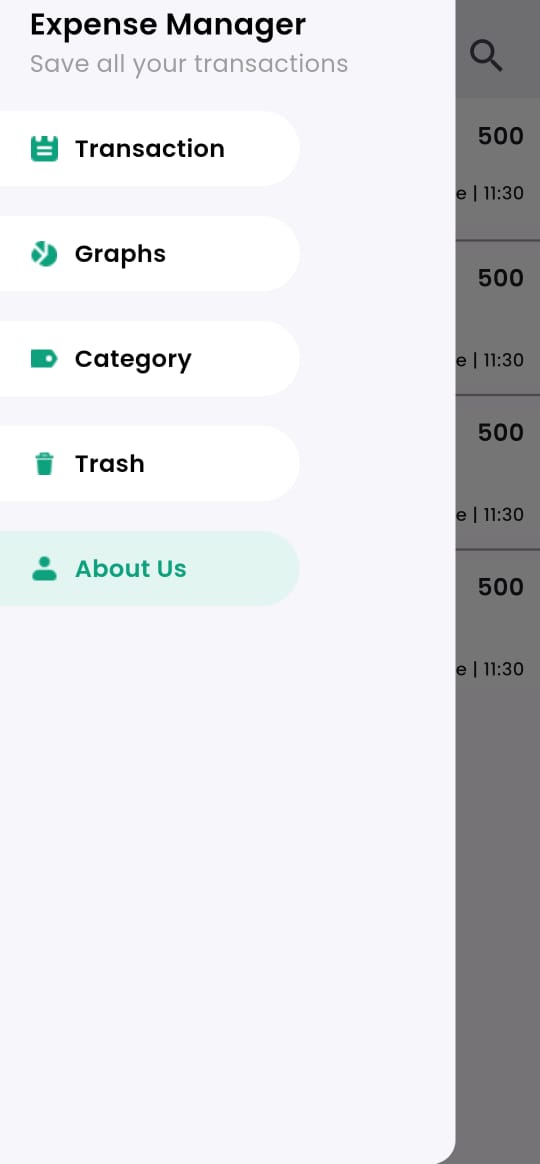 Expense Manager
Save all your transactions
Transaction
Graphs
Category
Trash
About Us
500
e | 11:30
500
e | 11:30
500
e | 11:30
500
e | 11:30